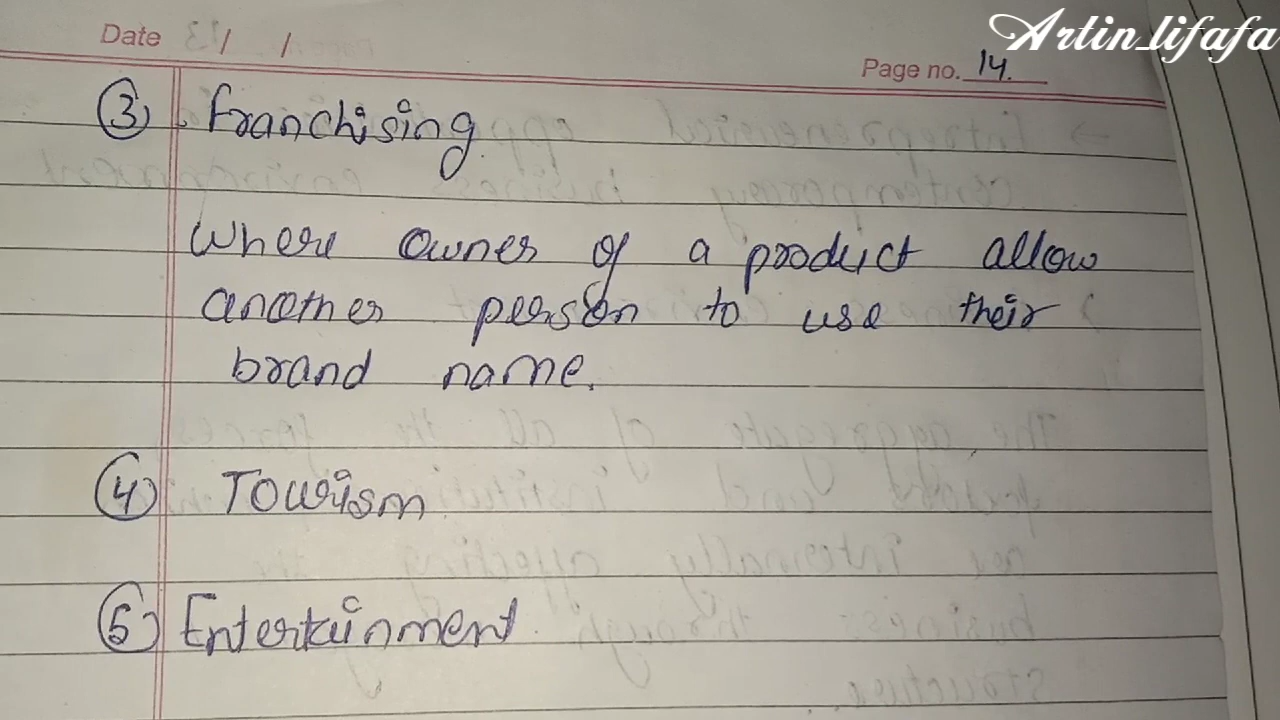 Artin_lifafa
Date / /
Page no. 14.
③ Franchising
Where owner of a product allow
another person to use their
brand name.
④ Tourism
⑤ Entertainment